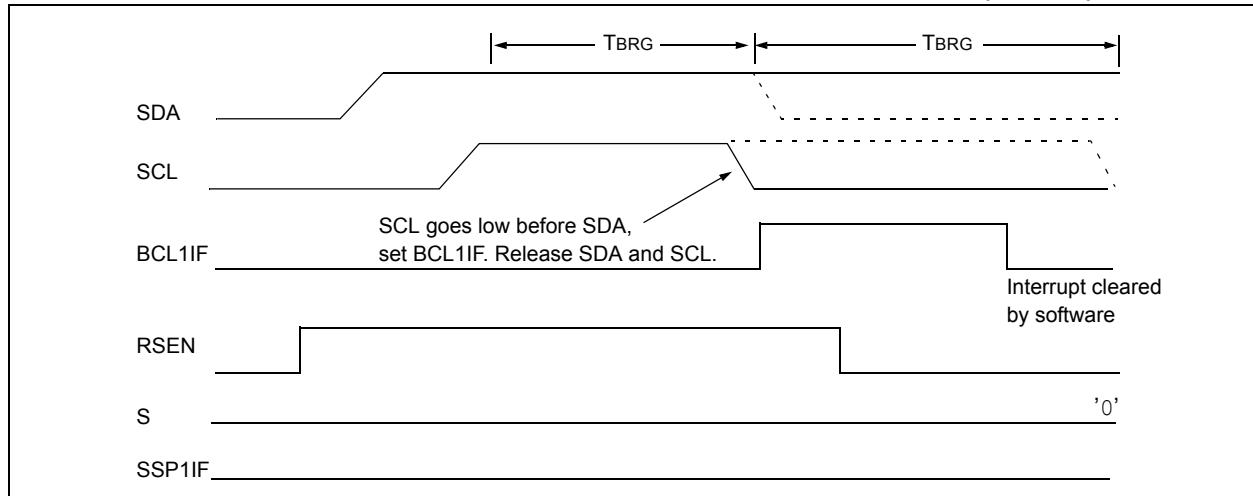 TBRG TBRG
SDA
SCL
SCL goes low before SDA,
set BCL1IF. Release SDA and SCL.
BCL1IF
Interrupt cleared
by software
RSEN
S
'0'
SSP1IF